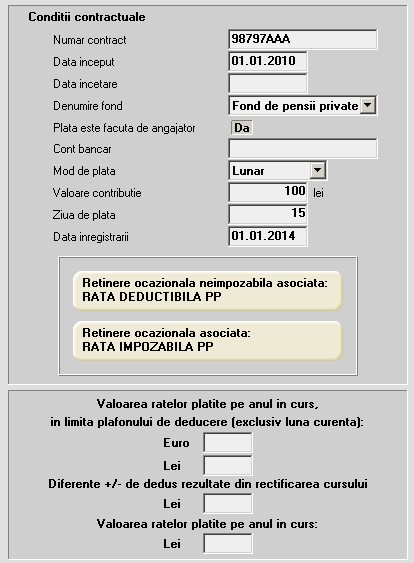 Conditii contractuale
Numar contract 98797AAA
Data inceput 01.01.2010
Data incetare
Denumire fond Fond de pensii private
Plata este facuta de angajator Da
Cont bancar
Mod de plata Lunar
Valoare contributie 100 lei
Ziua de plata 15
Data inregistrarii 01.01.2014
Retinere ocazionala neimpozabila asociata:
RATA DEDUCTIBILA PP
Retinere ocazionala asociata:
RATA IMPOZABILA PP
Valoarea ratelor platite pe anul in curs,
in limita plafonului de deducere (exclusiv luna curenta):
Euro
Lei
Diferente +/- de dedus rezultate din rectificarea cursului
Lei
Valoarea ratelor platite pe anul in curs:
Lei